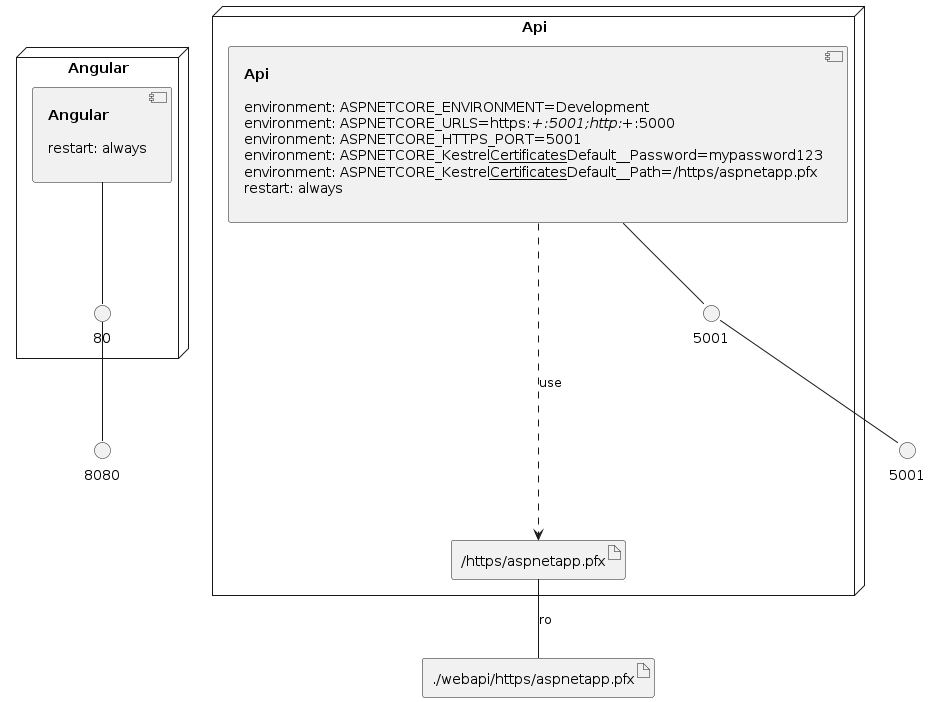 Api
Angular
Api
environment: ASPNETCORE_ENVIRONMENT=Development
environment: ASPNETCORE_URLS=https:+:5001;http:+:5000
environment: ASPNETCORE_HTTPS_PORT=5001
environment: ASPNETCORE_KestrelCertificatesDefault__Password=mypassword123
environment: ASPNETCORE_KestrelCertificatesDefault__Path=/https/aspnetapp.pfx
restart: always
Angular
restart: always
80
5001
use
8080
5001
/https/aspnetapp.pfx
ro
./webapi/https/aspnetapp.pfx